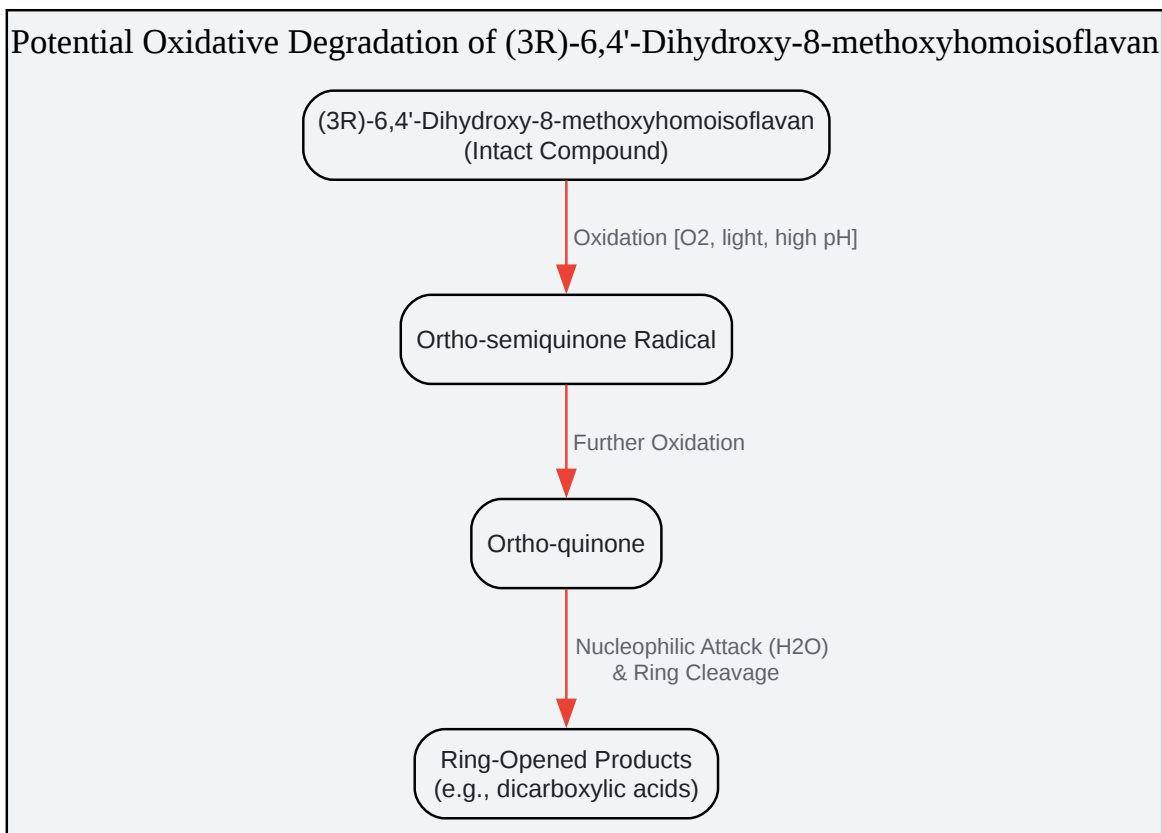 Potential Oxidative Degradation of (3R)-6,4'-Dihydroxy-8-methoxyhomoisoflavan
(3R)-6,4'-Dihydroxy-8-methoxyhomoisoflavan
(Intact Compound)
Oxidation [O2, light, high pH]
Ortho-semiquinone Radical
Further Oxidation
Ortho-quinone
Nucleophilic Attack (H2O)
& Ring Cleavage
Ring-Opened Products
(e.g., dicarboxylic acids)